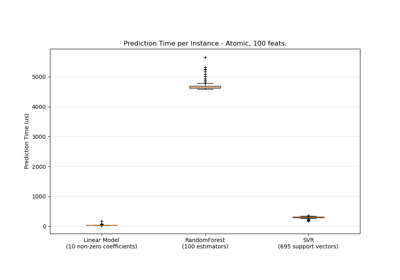 Prediction Time per Instance - Atomic, 100 feats.
Prediction Time (us)
5000
4000
3000
2000
1000
0
Linear Model
(10 non-zero coefficients)
RandomForest
(100 estimators)
SVR
(695 support vectors)